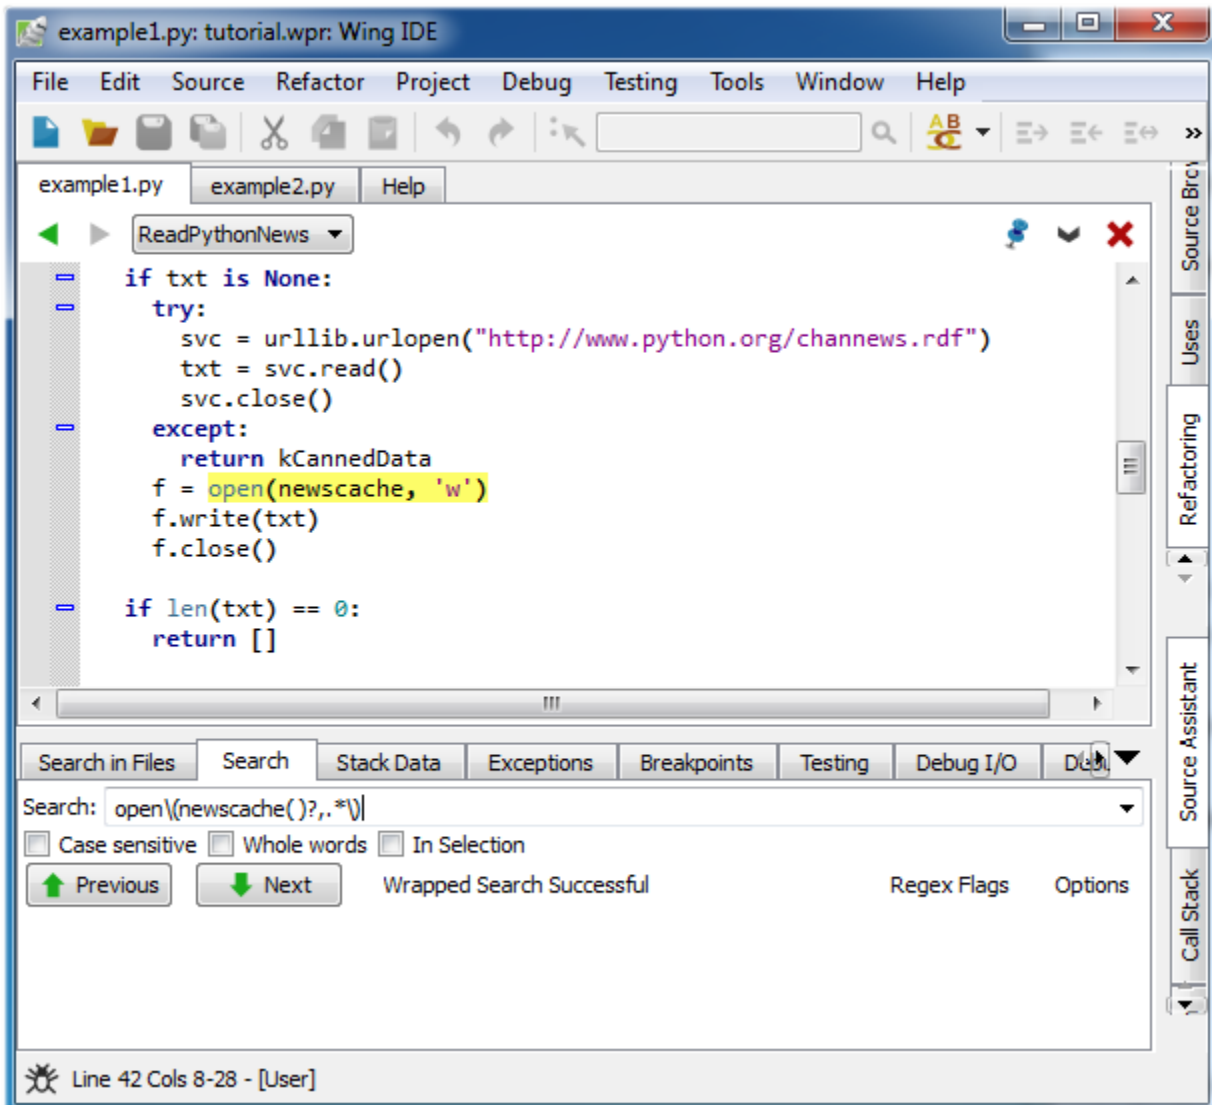 example1.py: tutorial.wpr: Wing IDE
File Edit Source Refactor Project Debug Testing Tools Window Help
AB
example1.py example2.py Help
ReadPythonNews
if txt is None:
try:
svc = urllib.urlopen("http://www.python.org/channews.rdf")
txt = svc.read()
svc.close()
except:
return kCannedData
f = open(newscache, 'w')
f.write(txt)
f.close()
if len(txt) == 0:
return []
Source Brow
Uses
Refactoring
Source Assistant
Call Stack
Search in Files Search Stack Data Exceptions Breakpoints Testing Debug I/O
Search: open\(newscache()?,.*\)
Case sensitive Whole words In Selection
Previous Next Wrapped Search Successful Regex Flags Options
Line 42 Cols 8-28 - [User]